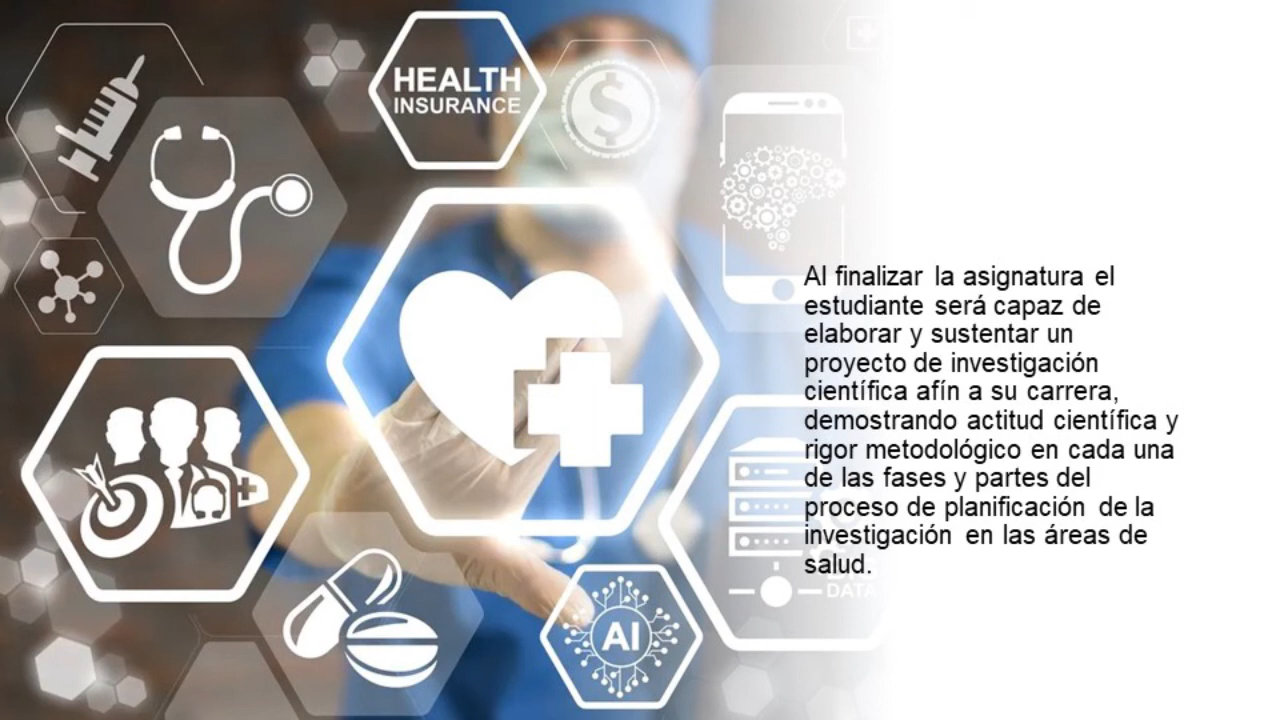 HEALTH
INSURANCE
$
Al finalizar la asignatura el
estudiante será capaz de
elaborar y sustentar un
proyecto de investigación
científica afín a su carrera,
demostrando actitud científica y
rigor metodológico en cada una
de las fases y partes del
proceso de planificación de la
investigación en las áreas de
salud.
BIG
DATA
AI